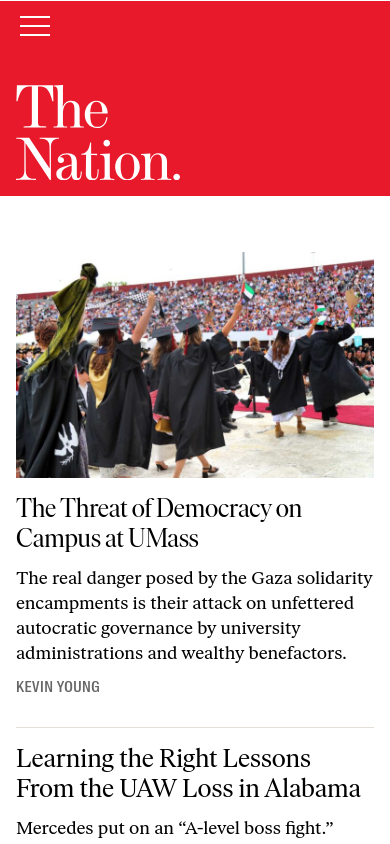 The
Nation.
The Threat of Democracy on
Campus at UMass
The real danger posed by the Gaza solidarity
encampments is their attack on unfettered
autocratic governance by university
administrations and wealthy benefactors.
KEVIN YOUNG
Learning the Right Lessons
From the UAW Loss in Alabama
Mercedes put on an “A-level boss fight.”